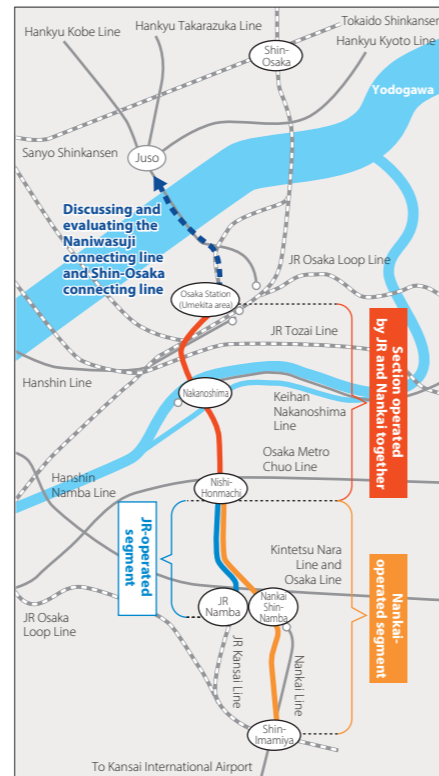 Tokaido Shinkansen
Hankyu Takarazuka Line
Hankyu Kobe Line
Hankyu Kyoto Line
Shin-
Osaka
Yodogawa
Sanyo Shinkansen
Juso
Discussing and
evaluating the
Naniwasuji
connecting line
and Shin-Osaka
connecting line
JR Osaka Loop Line
Osaka Station
(Umekita area)
JR Tozai Line
Section operated
by JR and Nankai together
Hanshin Line
Nakanoshima
Keihan
Nakanoshima
Line
Osaka Metro
Chuo Line
Hanshin
Namba Line
Nishi-
Honmachi
JR-operated
segment
Kintetsu Nara
Line and
Osaka Line
Nankai-
operated segment
JR
Namba
Nankai
Shin-
Namba
JR Osaka
Loop Line
JR Kansai Line
Nankai Line
Shin-
Imamiya
To Kansai International Airport